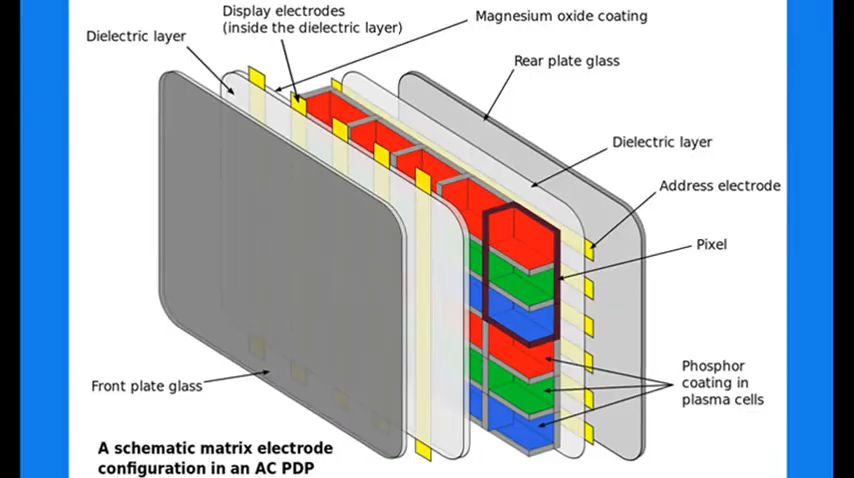 Display electrodes
(inside the dielectric layer)
Magnesium oxide coating
Dielectric layer
Rear plate glass
Dielectric layer
Address electrode
Pixel
Phosphor
coating in
plasma cells
Front plate glass
A schematic matrix electrode
configuration in an AC PDP